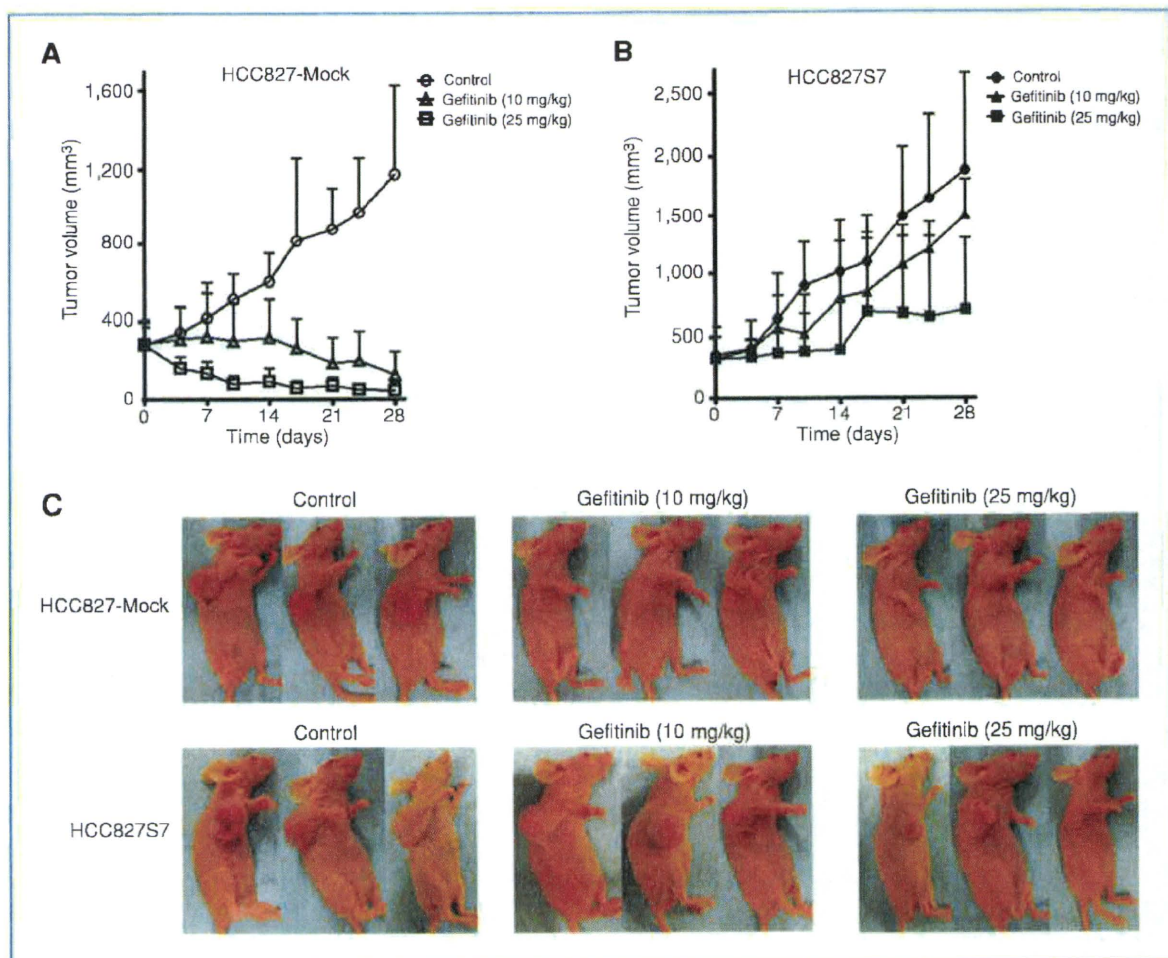 A
HCC827-Mock
Control
Gefitinib (10 mg/kg)
Gefitinib (25 mg/kg)
1,600
1,200
800
400
0
Tumor volume (mm³)
0 7 14 21 28
Time (days)
B
HCC827S7
Control
Gefitinib (10 mg/kg)
Gefitinib (25 mg/kg)
2,500
2,000
1,500
1,000
500
0
Tumor volume (mm³)
0 7 14 21 28
Time (days)
C
Control Gefitinib (10 mg/kg) Gefitinib (25 mg/kg)
HCC827-Mock
Control Gefitinib (10 mg/kg) Gefitinib (25 mg/kg)
HCC827S7